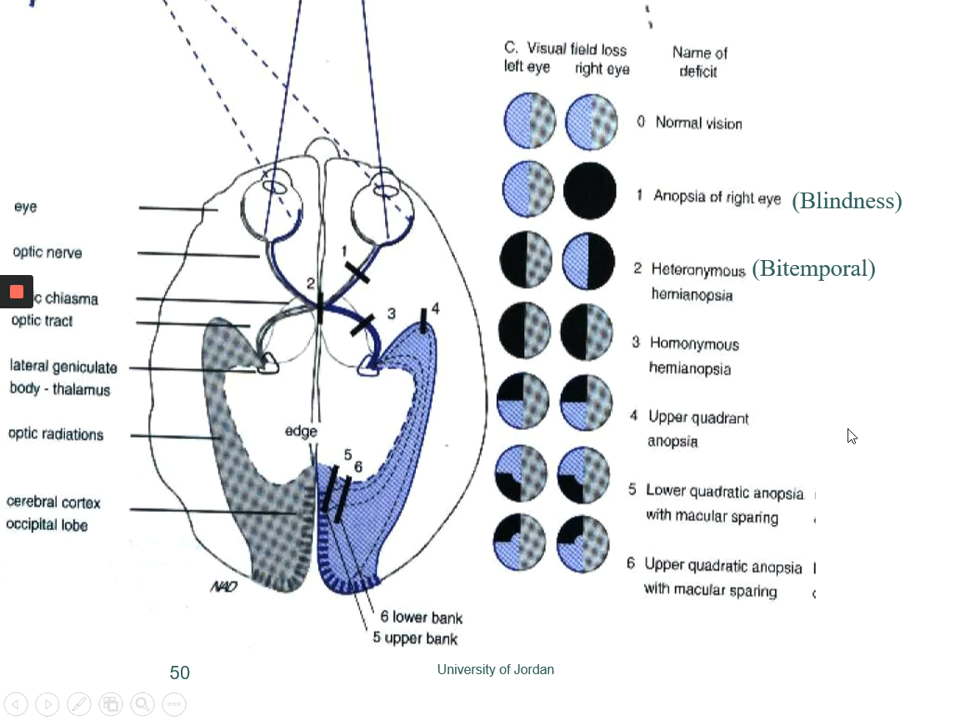 C. Visual field loss
left eye right eye
Name of
deficit
0 Normal vision
1 Anopsia of right eye (Blindness)
2 Heteronymous (Bitemporal)
hemianopsia
3 Homonymous
hemianopsia
4 Upper quadrant
anopsia
5 Lower quadratic anopsia
with macular sparing
6 Upper quadratic anopsia
with macular sparing
eye
optic nerve
c chiasma
optic tract
lateral geniculate
body - thalamus
optic radiations
cerebral cortex
occipital lobe
1
2
3
4
edge
5
6
NAD
6 lower bank
5 upper bank
50
University of Jordan